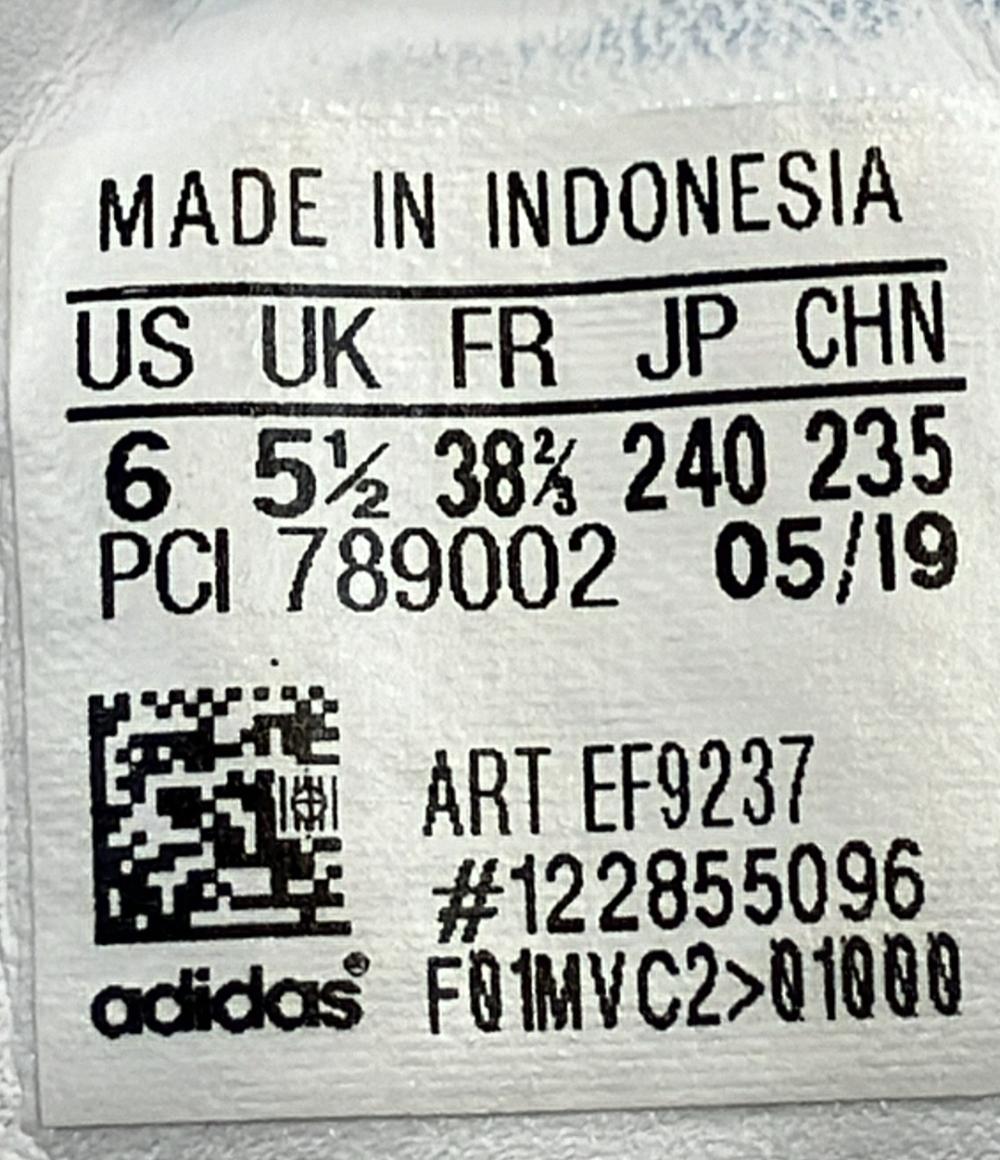 MADE IN INDONESIA
US UK FR JP CHN
6 5½ 38⅔ 240 235
PCI 789002 05/19
ART EF9237
#122855096
adidas® F01MVC2>01000